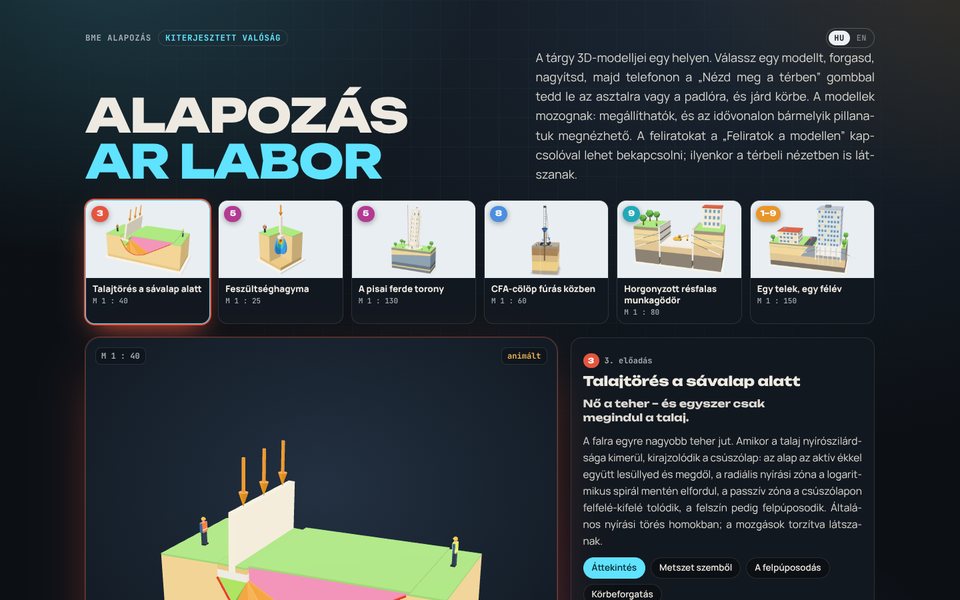 BME ALAPOZÁS
KITERJESZTETT VALÓSÁG
HU
EN
ALAPOZÁS
AR LABOR
A tárgy 3D-modelljei egy helyen. Válassz egy modellt, forgasd,
nagyítsd, majd telefonon a „Nézd meg a térben” gombbal
tedd le az asztalra vagy a padlóra, és járd körbe. A modellek
mozognak: megállíthatók, és az idővonalon bármelyik pillana-
tuk megnézhető. A feliratokat a „Feliratok a modellen” kap-
csolóval lehet bekapcsolni; ilyenkor a térbeli nézetben is lát-
szanak.
3
Talajtörés a sávalap alatt
M 1 : 40
5
Feszültséghagyma
M 1 : 25
5
A pisai ferde torony
M 1 : 130
8
CFA-cölöp fúrás közben
M 1 : 60
9
Horgonyzott résfalas
munkagödör
M 1 : 80
1–9
Egy telek, egy félév
M 1 : 150
M 1 : 40
animált
3
3. előadás
Talajtörés a sávalap alatt
Nő a teher – és egyszer csak
megindul a talaj.
A falra egyre nagyobb teher jut. Amikor a talaj nyírószilárd-
sága kimerül, kirajzolódik a csúszólap: az alap az aktív ékkel
együtt lesüllyed és megdől, a radiális nyírási zóna a logarit-
mikus spirál mentén elfordul, a passzív zóna a csúszólapon
felfelé-kifelé tolódik, a felszín pedig felpúposodik. Általá-
nos nyírási törés homokban; a mozgások torzítva látsza-
nak.
Áttekintés
Metszet szemből
A felpúposodás
Körbeforgatás